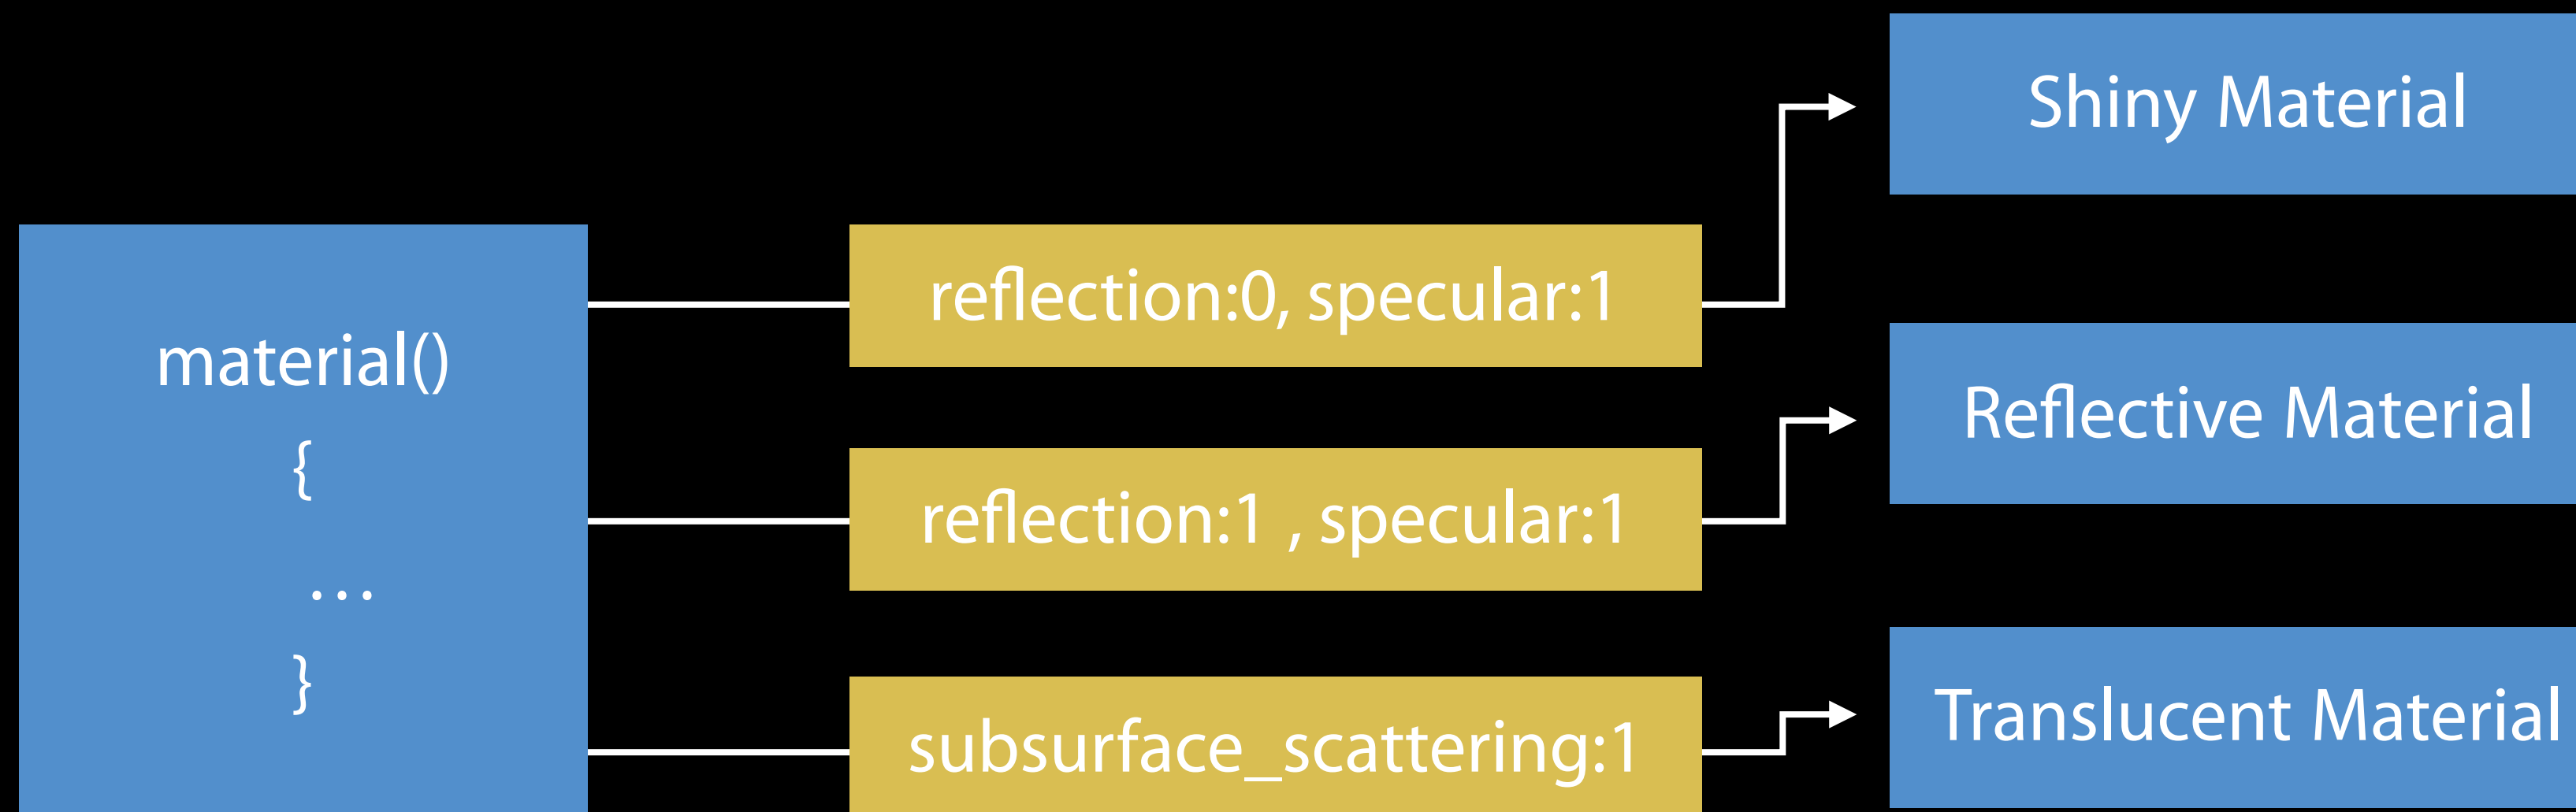 material()
{
...
}
reflection:0, specular:1
reflection:1 , specular:1
subsurface_scattering:1
Shiny Material
Reflective Material
Translucent Material